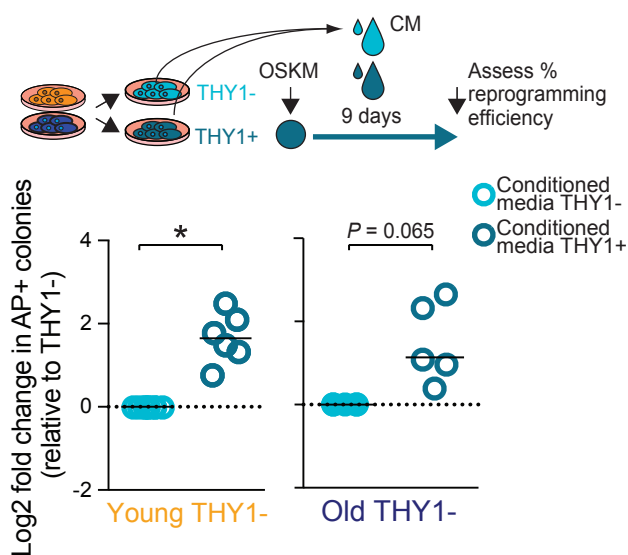 CM
OSKM
THY1-
THY1+
9 days
Assess %
reprogramming
efficiency
Conditioned
media THY1-
Conditioned
media THY1+
Log2 fold change in AP+ colonies
(relative to THY1-)
4
2
0
-2
*
P = 0.065
Young THY1-
Old THY1-